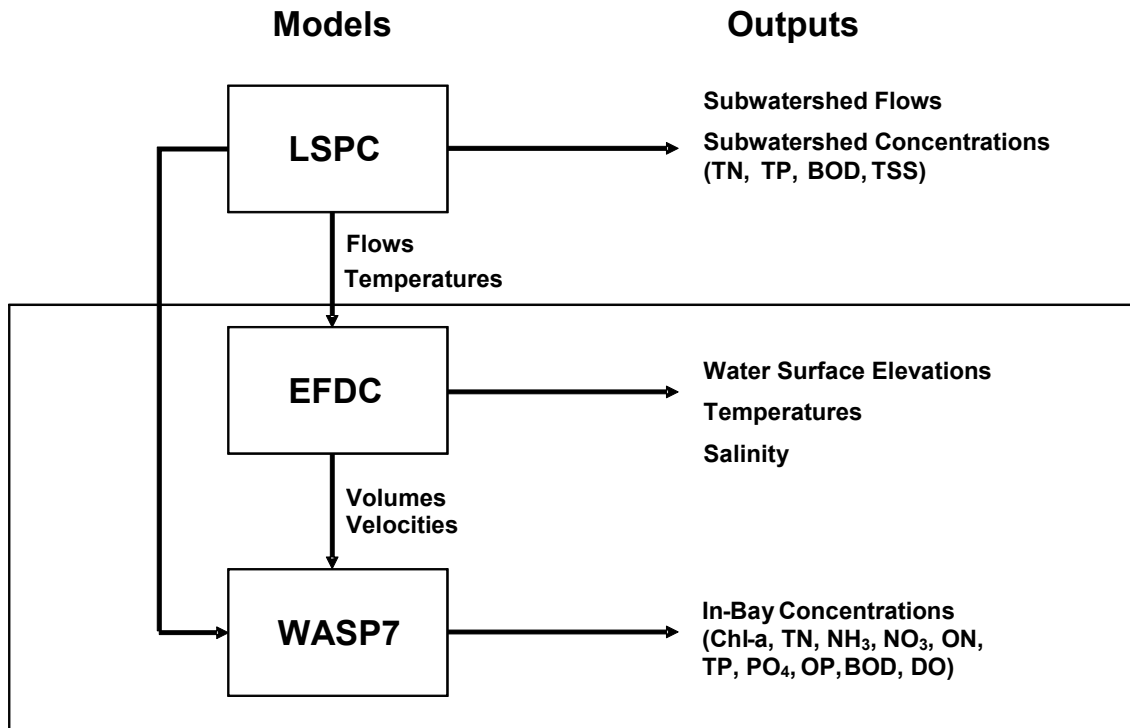 Models
Outputs
LSPC
Subwatershed Flows
Subwatershed Concentrations
(TN, TP, BOD, TSS)
Flows
Temperatures
EFDC
Water Surface Elevations
Temperatures
Salinity
Volumes
Velocities
WASP7
In-Bay Concentrations
(Chl-a, TN, NH₃, NO₃, ON,
TP, PO₄, OP, BOD, DO)